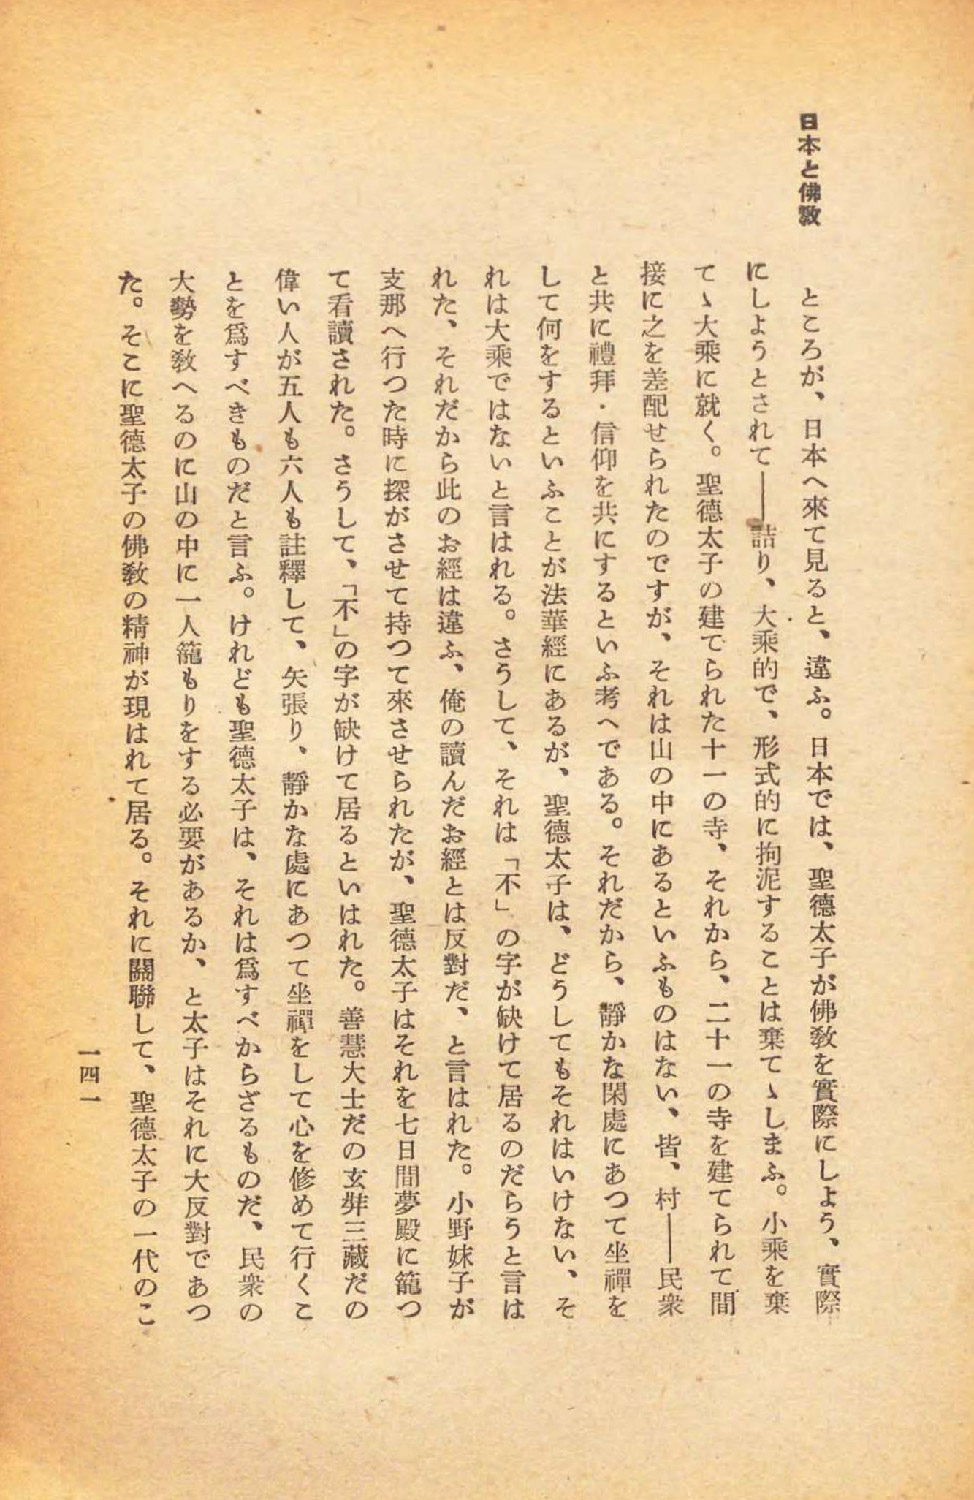 日本と佛敎
ところが、日本へ來て見ると、違ふ。日本では、聖德太子が佛敎を實際にしよう、實際
にしようとされて――詰り、大乘的で、形式的に拘泥することは棄てゝしまふ。小乘を棄
てゝ大乘に就く。聖德太子の建てられた十一の寺、それから、二十一の寺を建てられて間
接に之を差配せられたのですが、それは山の中にあるといふものはない、皆、村――民衆
と共に禮拜・信仰を共にするといふ考へである。それだから、靜かな閑處にあつて坐禪を
して何をするといふことが法華經にあるが、聖德太子は、どうしてもそれはいけない、そ
れは大乘ではないと言はれる。さうして、それは「不」の字が缺けて居るのだらうと言は
れた、それだから此のお經は違ふ、俺の讀んだお經とは反對だ、と言はれた。小野妹子が
支那へ行つた時に探がさせて持つて來させられたが、聖德太子はそれを七日間夢殿に籠つ
て看讀された。さうして、「不」の字が缺けて居るといはれた。善慧大士だの玄弉三藏だの
偉い人が五人も六人も註釋して、矢張り、靜かな處にあつて坐禪をして心を修めて行くこ
とを爲すべきものだと言ふ。けれども聖德太子は、それは爲すべからざるものだ、民衆の
大勢を敎へるのに山の中に一人籠もりをする必要があるか、と太子はそれに大反對であつ
た。そこに聖德太子の佛敎の精神が現はれて居る。それに關聯して、聖德太子の一代のこ
一四一